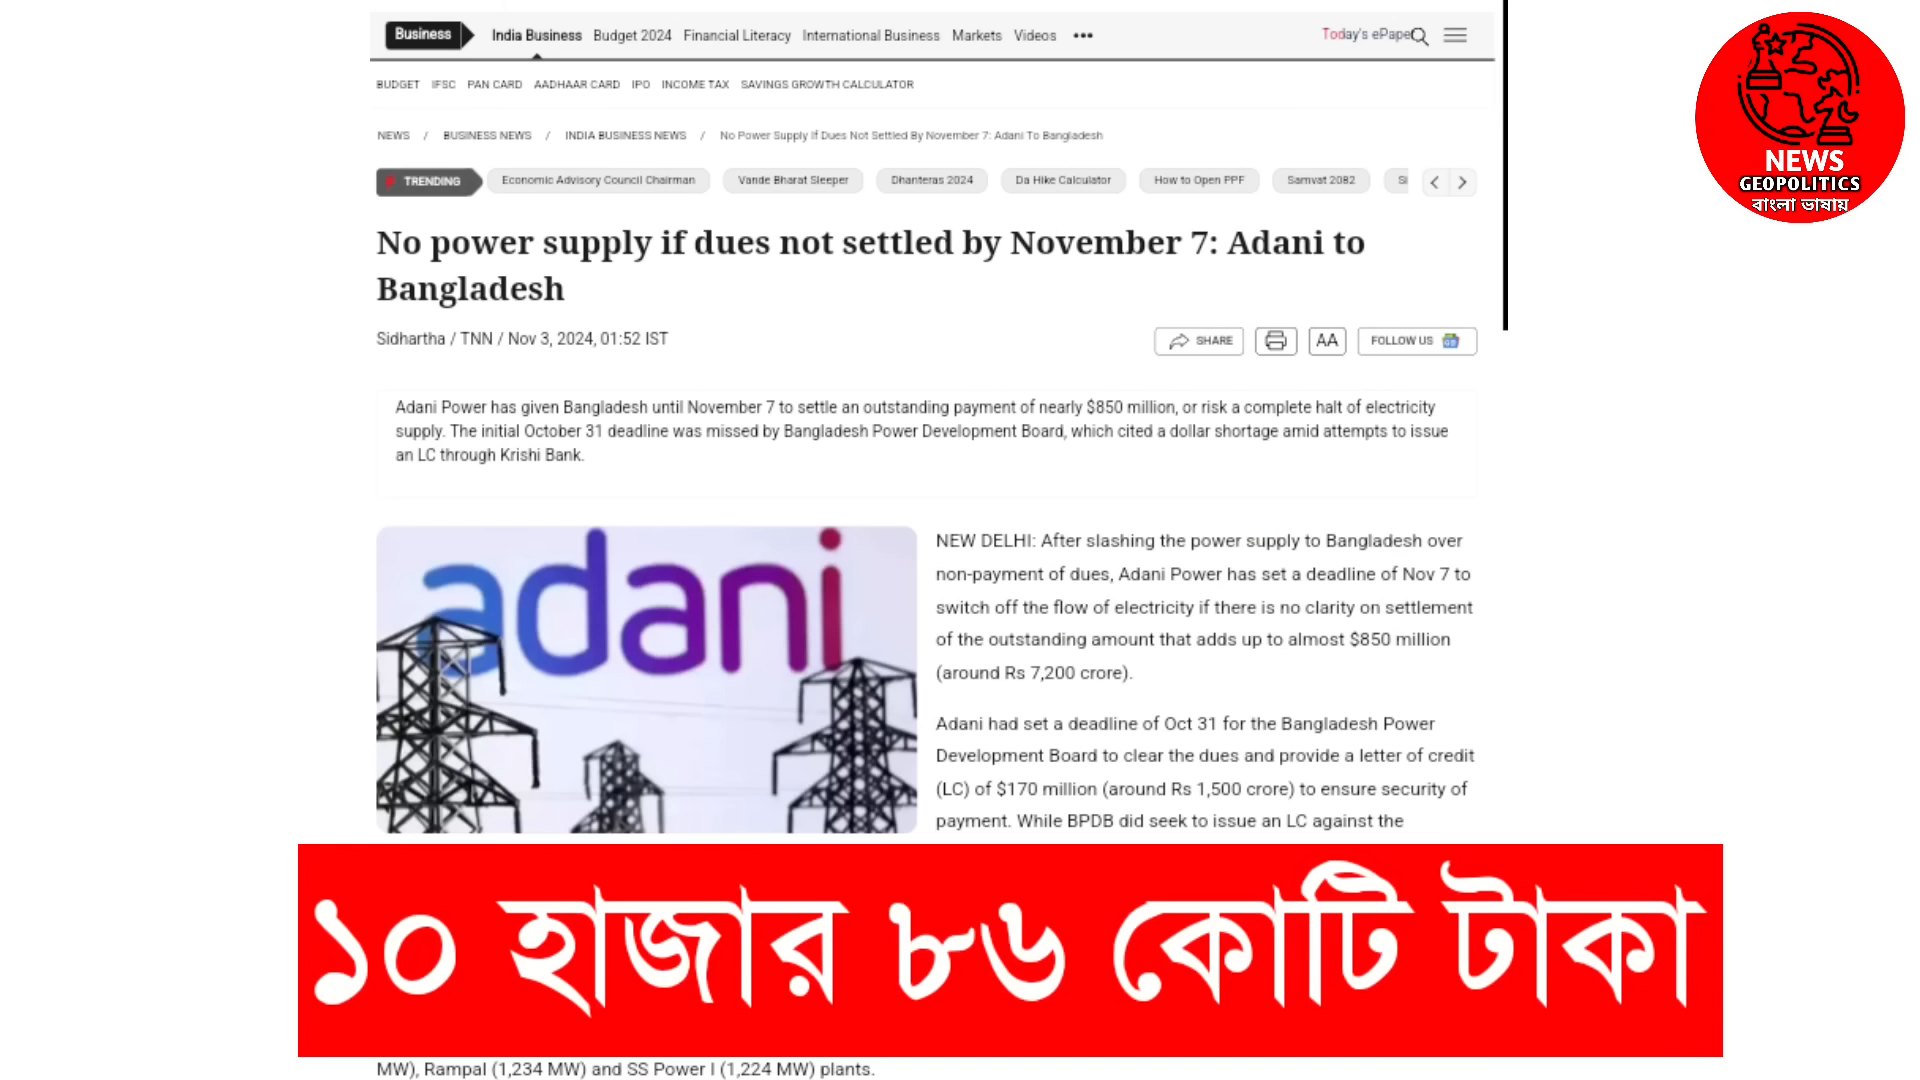 Business India Business Budget 2024 Financial Literacy International Business Markets Videos ••• Today's ePape
BUDGET IFSC PAN CARD AADHAAR CARD IPO INCOME TAX SAVINGS GROWTH CALCULATOR
NEWS / BUSINESS NEWS / INDIA BUSINESS NEWS / No Power Supply If Dues Not Settled By November 7: Adani To Bangladesh
TRENDING Economic Advisory Council Chairman Vande Bharat Sleeper Dhanteras 2024 Da Hike Calculator How to Open PPF Samvat 2082
No power supply if dues not settled by November 7: Adani to
Bangladesh
Sidhartha / TNN / Nov 3, 2024, 01:52 IST
SHARE AA FOLLOW US
Adani Power has given Bangladesh until November 7 to settle an outstanding payment of nearly $850 million, or risk a complete halt of electricity
supply. The initial October 31 deadline was missed by Bangladesh Power Development Board, which cited a dollar shortage amid attempts to issue
an LC through Krishi Bank.
adani
NEW DELHI: After slashing the power supply to Bangladesh over
non-payment of dues, Adani Power has set a deadline of Nov 7 to
switch off the flow of electricity if there is no clarity on settlement
of the outstanding amount that adds up to almost $850 million
(around Rs 7,200 crore).
Adani had set a deadline of Oct 31 for the Bangladesh Power
Development Board to clear the dues and provide a letter of credit
(LC) of $170 million (around Rs 1,500 crore) to ensure security of
payment. While BPDB did seek to issue an LC against the
১০ হাজার ৮৬ কোটি টাকা
MW), Rampal (1,234 MW) and SS Power I (1,224 MW) plants.
NEWS
GEOPOLITICS
বাংলা ভাষায়